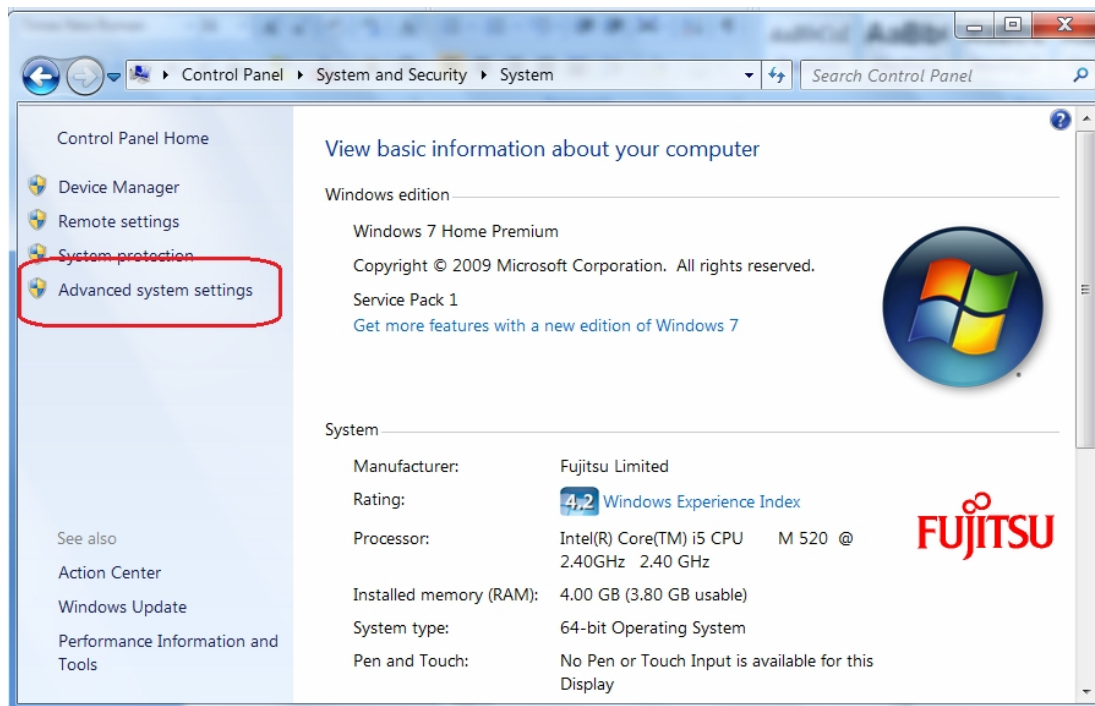 Control Panel ▸ System and Security ▸ System
Search Control Panel
Control Panel Home
Device Manager
Remote settings
System protection
Advanced system settings
See also
Action Center
Windows Update
Performance Information and
Tools
View basic information about your computer
Windows edition
Windows 7 Home Premium
Copyright © 2009 Microsoft Corporation. All rights reserved.
Service Pack 1
Get more features with a new edition of Windows 7
System
Manufacturer: Fujitsu Limited
Rating: 4,2 Windows Experience Index
Processor: Intel(R) Core(TM) i5 CPU M 520 @
2.40GHz 2.40 GHz
Installed memory (RAM): 4.00 GB (3.80 GB usable)
System type: 64-bit Operating System
Pen and Touch: No Pen or Touch Input is available for this
Display
FUJITSU